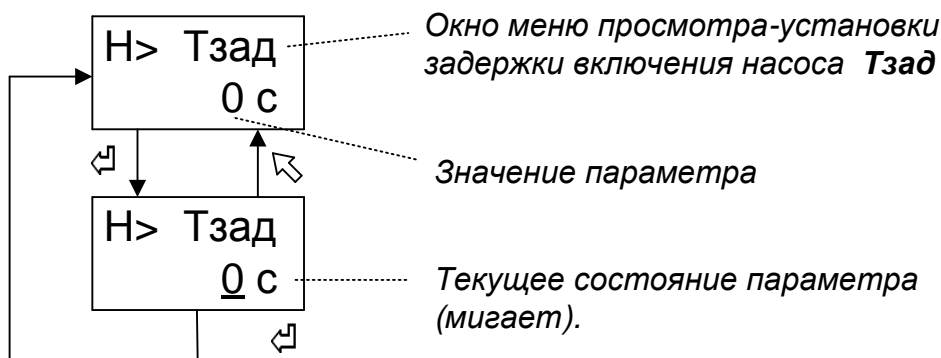 Н> Тзад
0 с
Окно меню просмотра-установки
задержки включения насоса Тзад
Значение параметра
Н> Тзад
0 с
Текущее состояние параметра
(мигает).